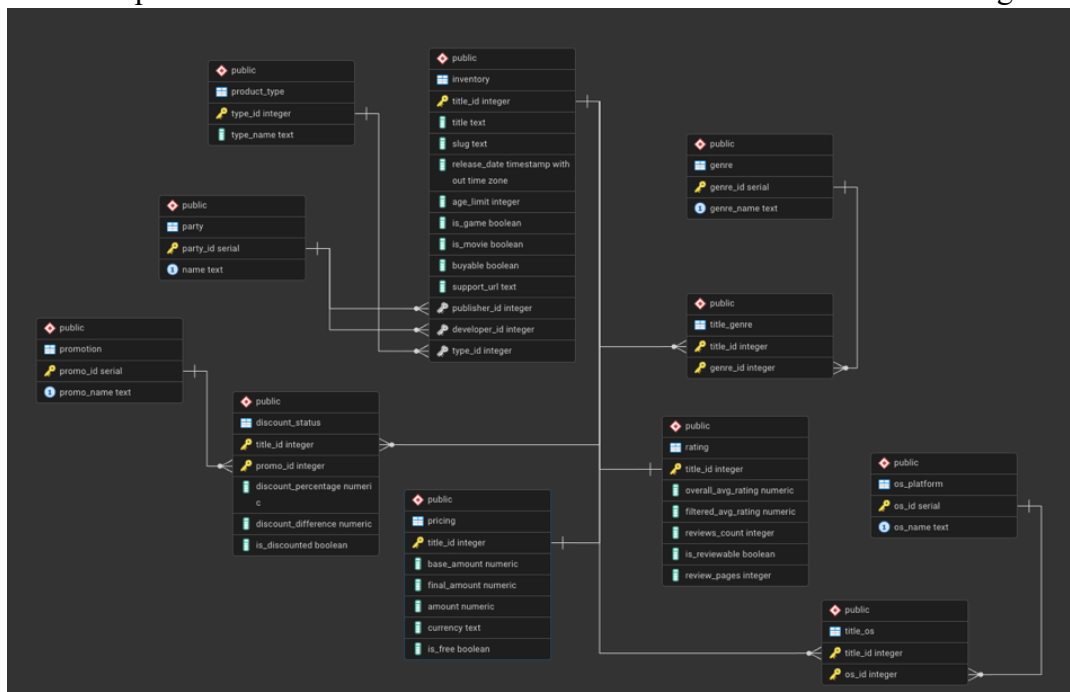 public
product_type
type_id integer
type_name text
public
party
party_id serial
name text
public
promotion
promo_id serial
promo_name text
public
discount_status
title_id integer
promo_id integer
discount_percentage numeri
c
discount_difference numeric
is_discounted boolean
public
inventory
title_id integer
title text
slug text
release_date timestamp with
out time zone
age_limit integer
is_game boolean
is_movie boolean
buyable boolean
support_url text
publisher_id integer
developer_id integer
type_id integer
public
pricing
title_id integer
base_amount numeric
final_amount numeric
amount numeric
currency text
is_free boolean
public
genre
genre_id serial
1 genre_name text
public
title_genre
title_id integer
genre_id integer
public
rating
title_id integer
overall_avg_rating numeric
filtered_avg_rating numeric
reviews_count integer
is_reviewable boolean
review_pages integer
public
os_platform
os_id serial
os_name text
public
title_os
title_id integer
os_id integer